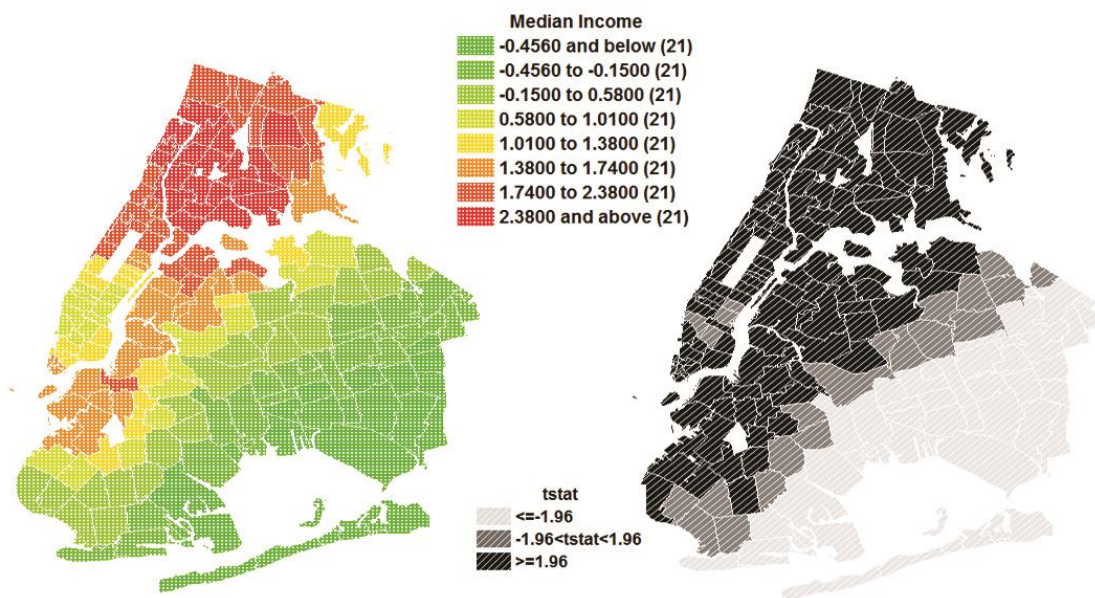 Median Income
-0.4560 and below (21)
-0.4560 to -0.1500 (21)
-0.1500 to 0.5800 (21)
0.5800 to 1.0100 (21)
1.0100 to 1.3800 (21)
1.3800 to 1.7400 (21)
1.7400 to 2.3800 (21)
2.3800 and above (21)
tstat
<=-1.96
-1.96<tstat<1.96
>=1.96